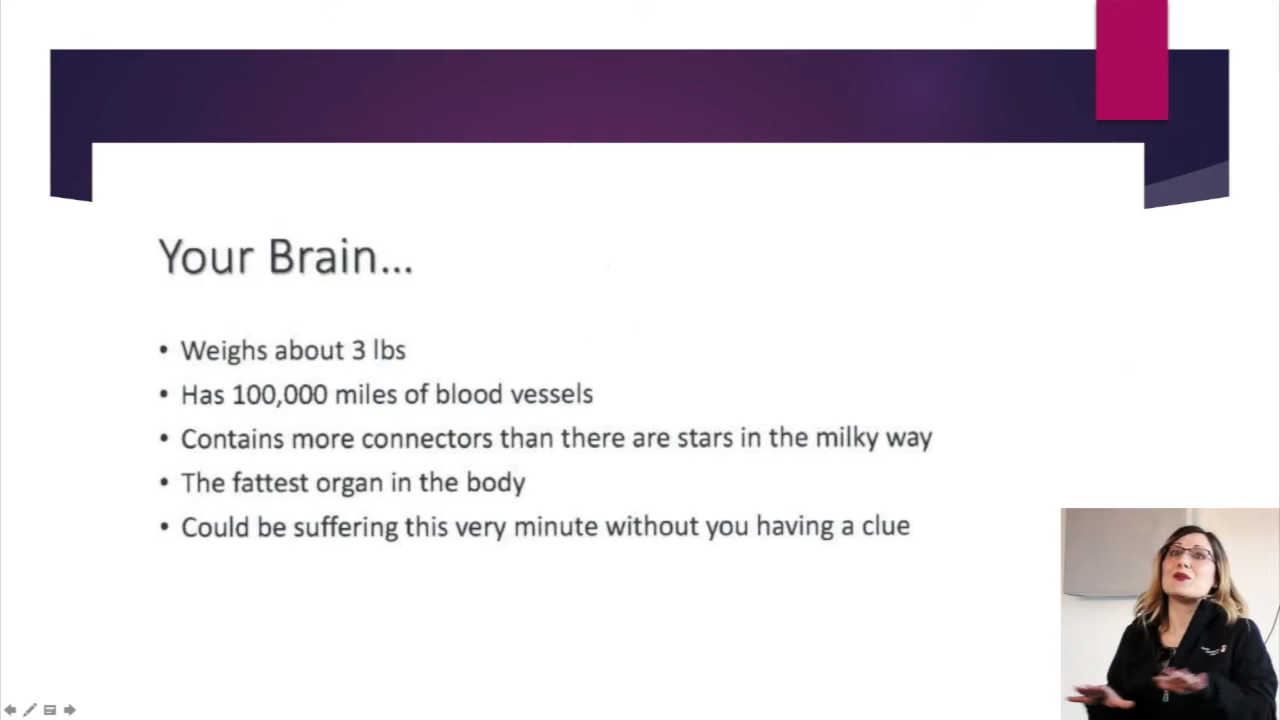 Your Brain...
• Weighs about 3 lbs
• Has 100,000 miles of blood vessels
• Contains more connectors than there are stars in the milky way
• The fattest organ in the body
• Could be suffering this very minute without you having a clue